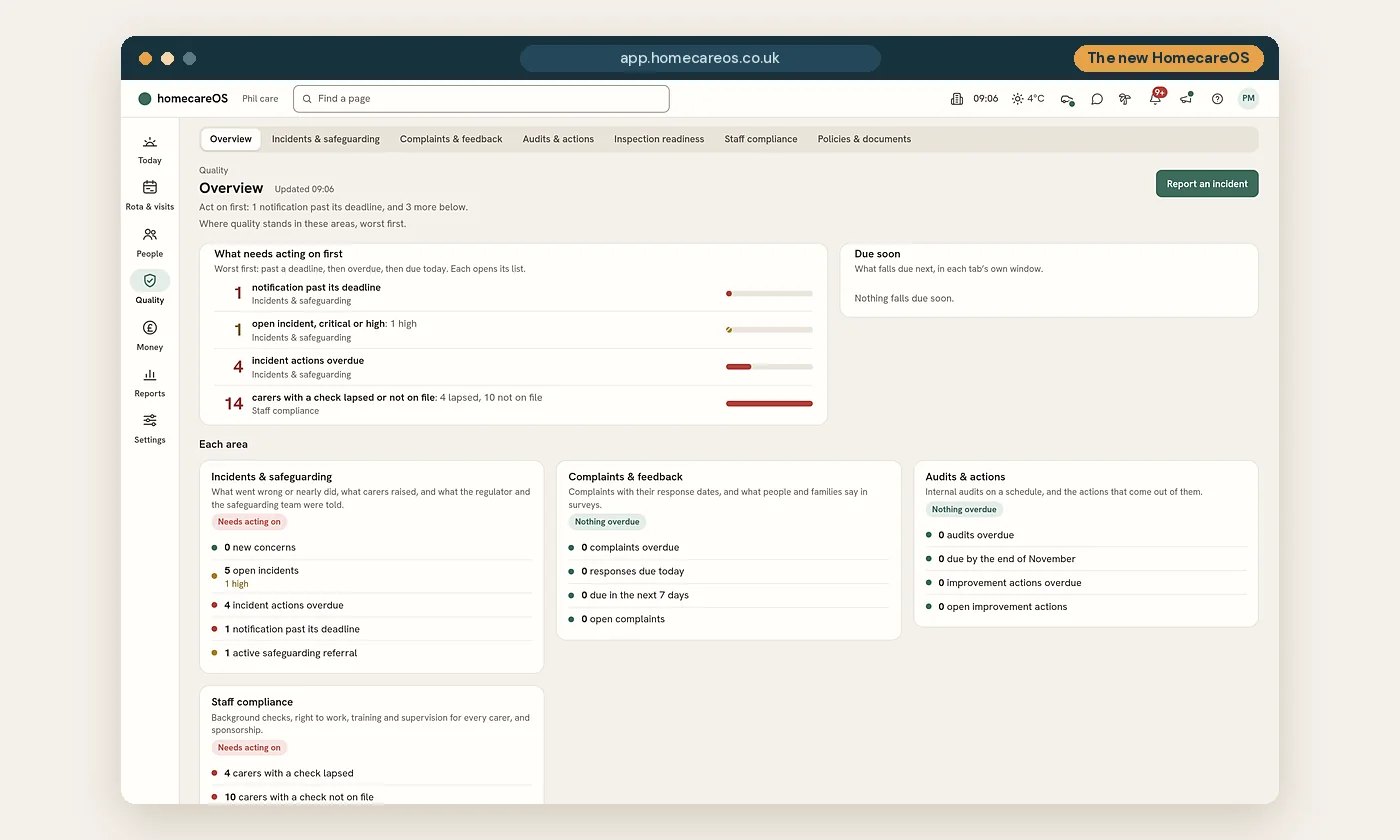 app.homecareos.co.uk
The new HomecareOS
homecareOS
Phil care
Find a page
09:06
4°C
9+
PM
Today
Rota & visits
People
Quality
Money
Reports
Settings
Overview
Incidents & safeguarding
Complaints & feedback
Audits & actions
Inspection readiness
Staff compliance
Policies & documents
Quality
Overview
Updated 09:06
Act on first: 1 notification past its deadline, and 3 more below.
Where quality stands in these areas, worst first.
Report an incident
What needs acting on first
Worst first: past a deadline, then overdue, then due today. Each opens its list.
1 notification past its deadline
Incidents & safeguarding
1 open incident, critical or high: 1 high
Incidents & safeguarding
4 incident actions overdue
Incidents & safeguarding
14 carers with a check lapsed or not on file: 4 lapsed, 10 not on file
Staff compliance
Due soon
What falls due next, in each tab's own window.
Nothing falls due soon.
Each area
Incidents & safeguarding
What went wrong or nearly did, what carers raised, and what the regulator and
the safeguarding team were told.
Needs acting on
0 new concerns
5 open incidents
1 high
4 incident actions overdue
1 notification past its deadline
1 active safeguarding referral
Complaints & feedback
Complaints with their response dates, and what people and families say in
surveys.
Nothing overdue
0 complaints overdue
0 responses due today
0 due in the next 7 days
0 open complaints
Audits & actions
Internal audits on a schedule, and the actions that come out of them.
Nothing overdue
0 audits overdue
0 due by the end of November
0 improvement actions overdue
0 open improvement actions
Staff compliance
Background checks, right to work, training and supervision for every carer, and
sponsorship.
Needs acting on
4 carers with a check lapsed
10 carers with a check not on file